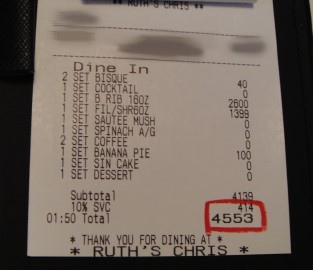 ** RUTH'S CHRIS **
Dine In
2 SET BISQUE 40
1 SET COCKTAIL 0
1 SET B RIB 16OZ 2600
1 SET FIL/SHR6OZ 1399
1 SET SAUTEE MUSH 0
1 SET SPINACH A/G 0
2 SET COFFEE 0
1 SET BANANA PIE 100
1 SET SIN CAKE 0
1 SET DESSERT 0
Subtotal 4139
10% SVC 414
01:50 Total 4553
* THANK YOU FOR DINING AT *
* RUTH'S CHRIS *